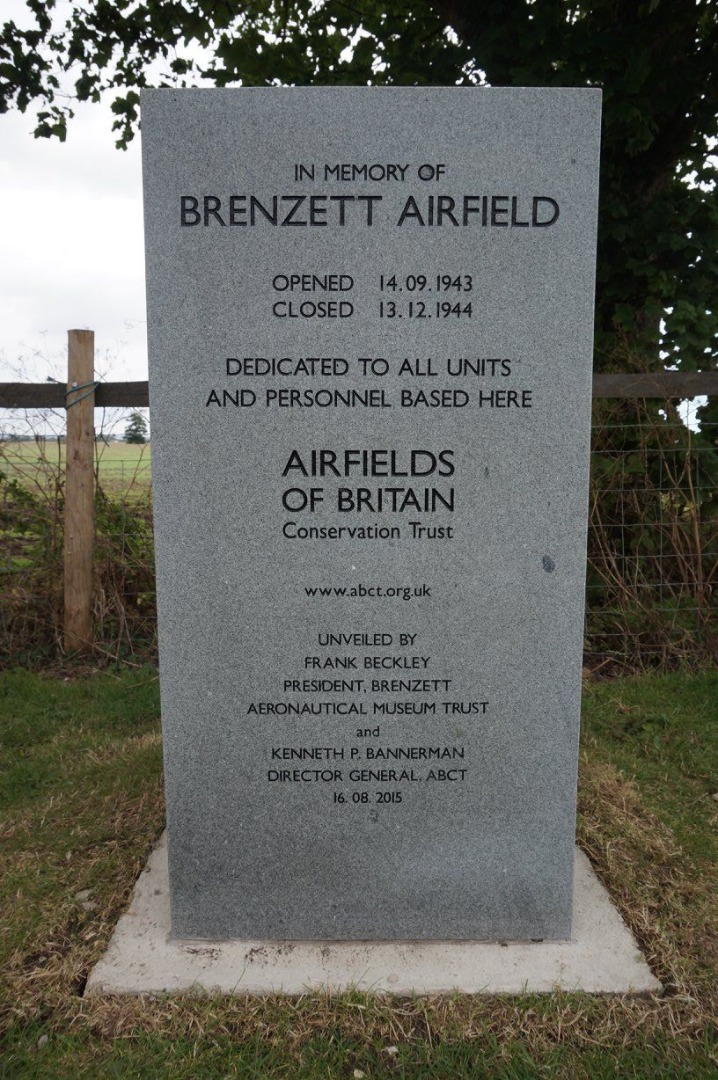 IN MEMORY OF
BRENZETT AIRFIELD
OPENED 14.09.1943
CLOSED 13.12.1944
DEDICATED TO ALL UNITS
AND PERSONNEL BASED HERE
AIRFIELDS
OF BRITAIN
Conservation Trust
www.abct.org.uk
UNVEILED BY
FRANK BECKLEY
PRESIDENT, BRENZETT
AERONAUTICAL MUSEUM TRUST
and
KENNETH P. BANNERMAN
DIRECTOR GENERAL, ABCT
16. 08. 2015